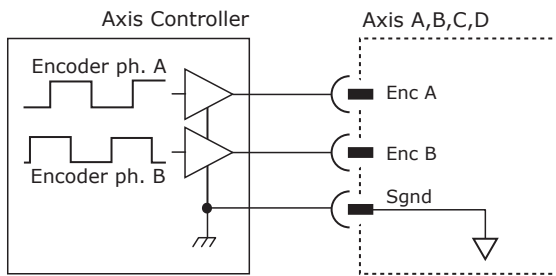 Axis Controller
Axis A,B,C,D
Encoder ph. A
Enc A
Enc B
Encoder ph. B
Sgnd